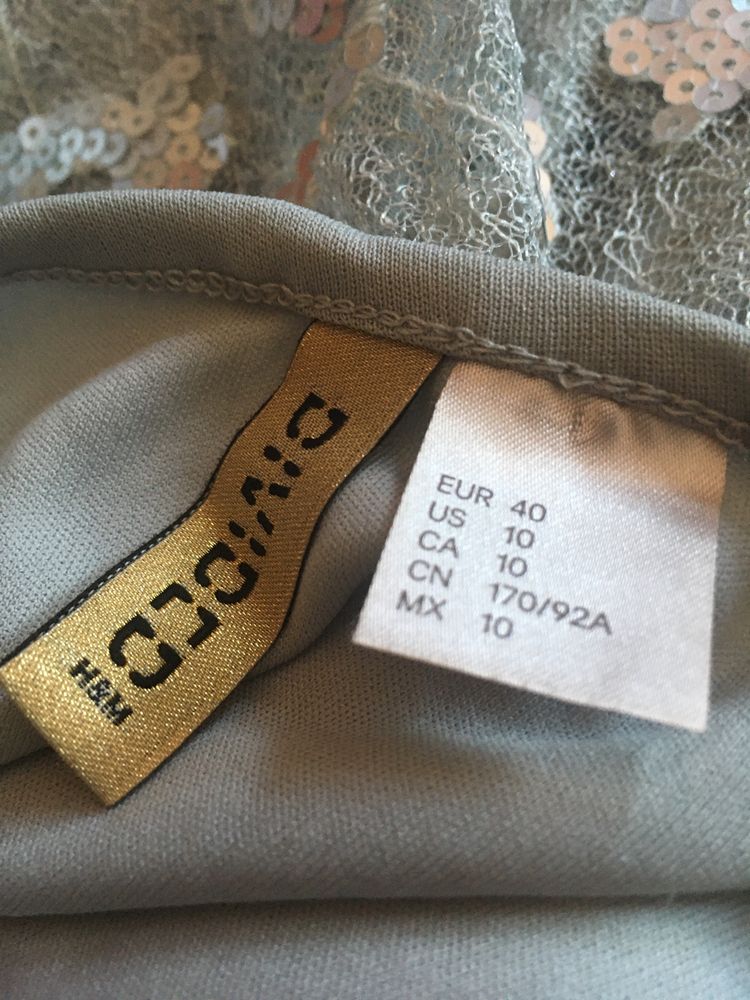 DIVIDED
H&M
EUR 40
US 10
CA 10
CN 170/92A
MX 10